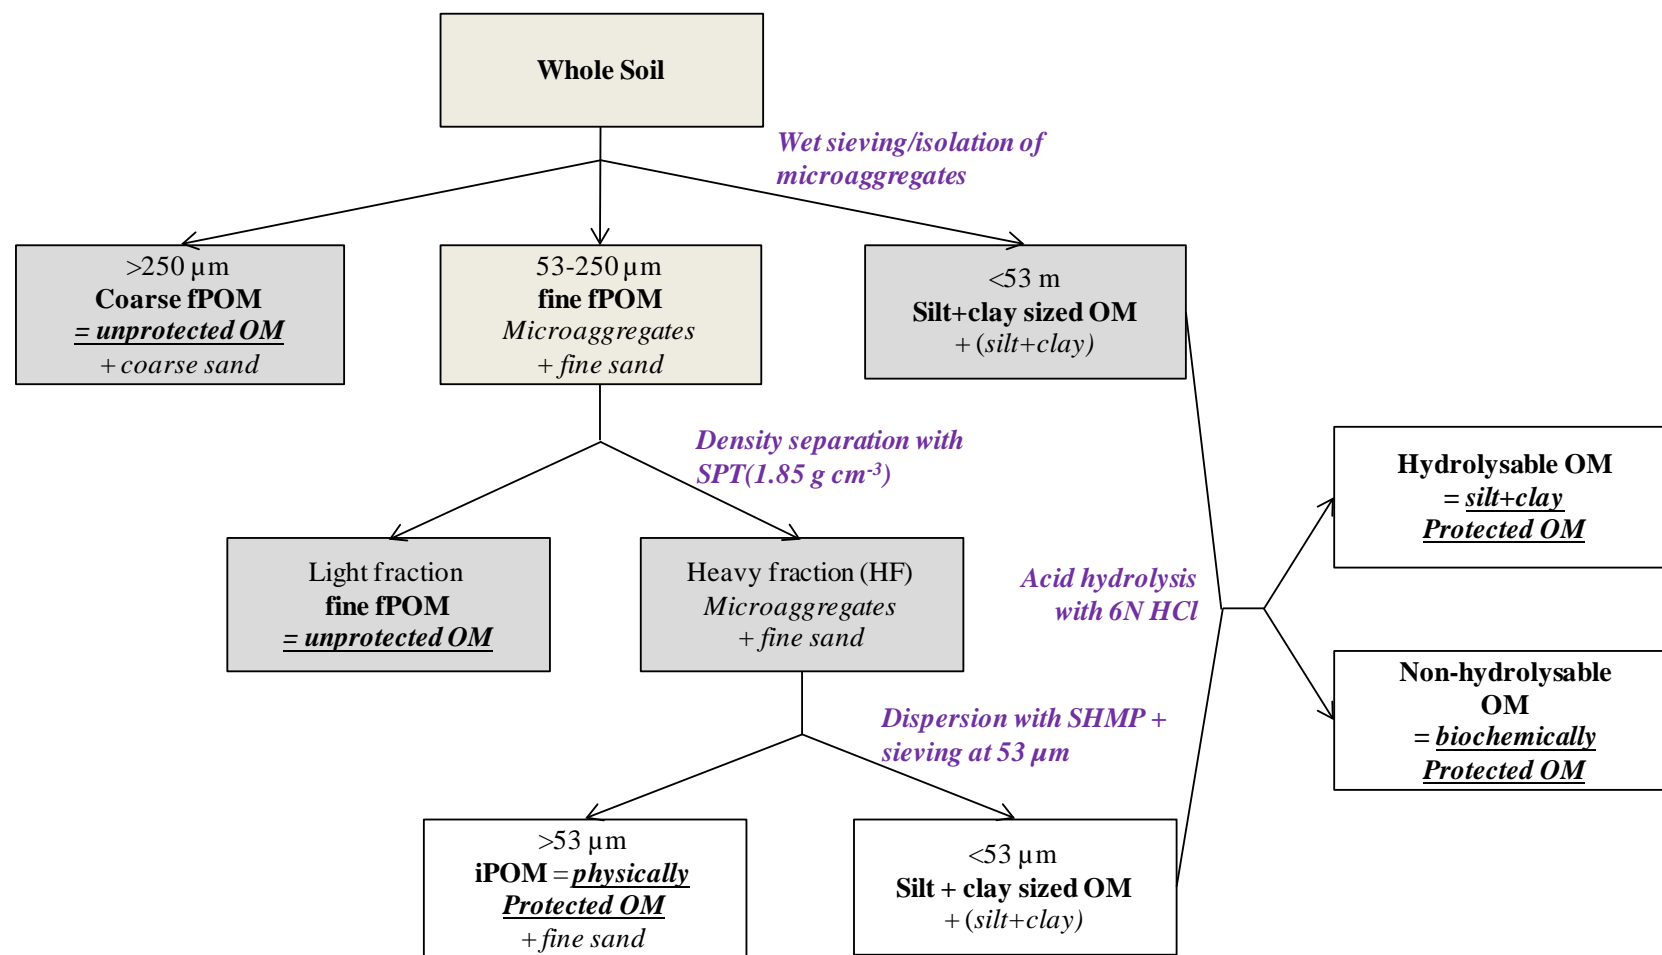 Whole Soil
Wet sieving/isolation of
microaggregates
>250 µm
Coarse fPOM
= unprotected OM
+ coarse sand
53-250 µm
fine fPOM
Microaggregates
+ fine sand
<53 m
Silt+clay sized OM
+ (silt+clay)
Density separation with
SPT(1.85 g cm-3)
Light fraction
fine fPOM
= unprotected OM
Heavy fraction (HF)
Microaggregates
+ fine sand
Acid hydrolysis
with 6N HCl
Hydrolysable OM
= silt+clay
Protected OM
Non-hydrolysable
OM
= biochemically
Protected OM
Dispersion with SHMP +
sieving at 53 µm
>53 µm
iPOM = physically
Protected OM
+ fine sand
<53 µm
Silt + clay sized OM
+ (silt+clay)